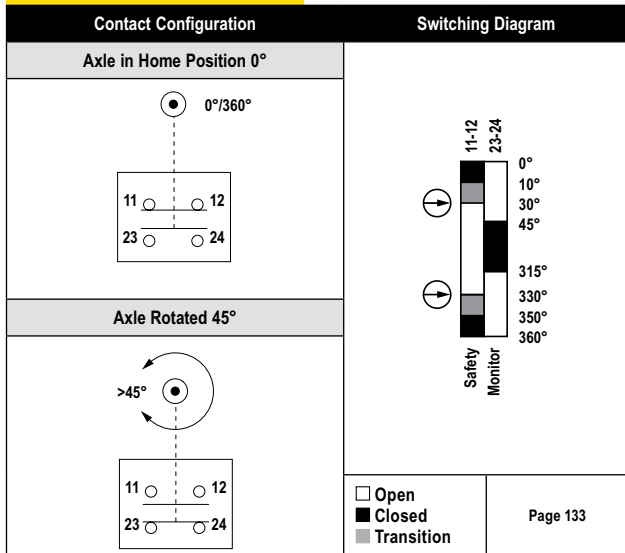 Contact Configuration
Axle in Home Position 0°
0°/360°
11 12
23 24
Axle Rotated 45°
>45°
11 12
23 24
Switching Diagram
11-12
23-24
0°
10°
30°
45°
315°
330°
350°
360°
Safety
Monitor
Open
Closed
Transition
Page 133